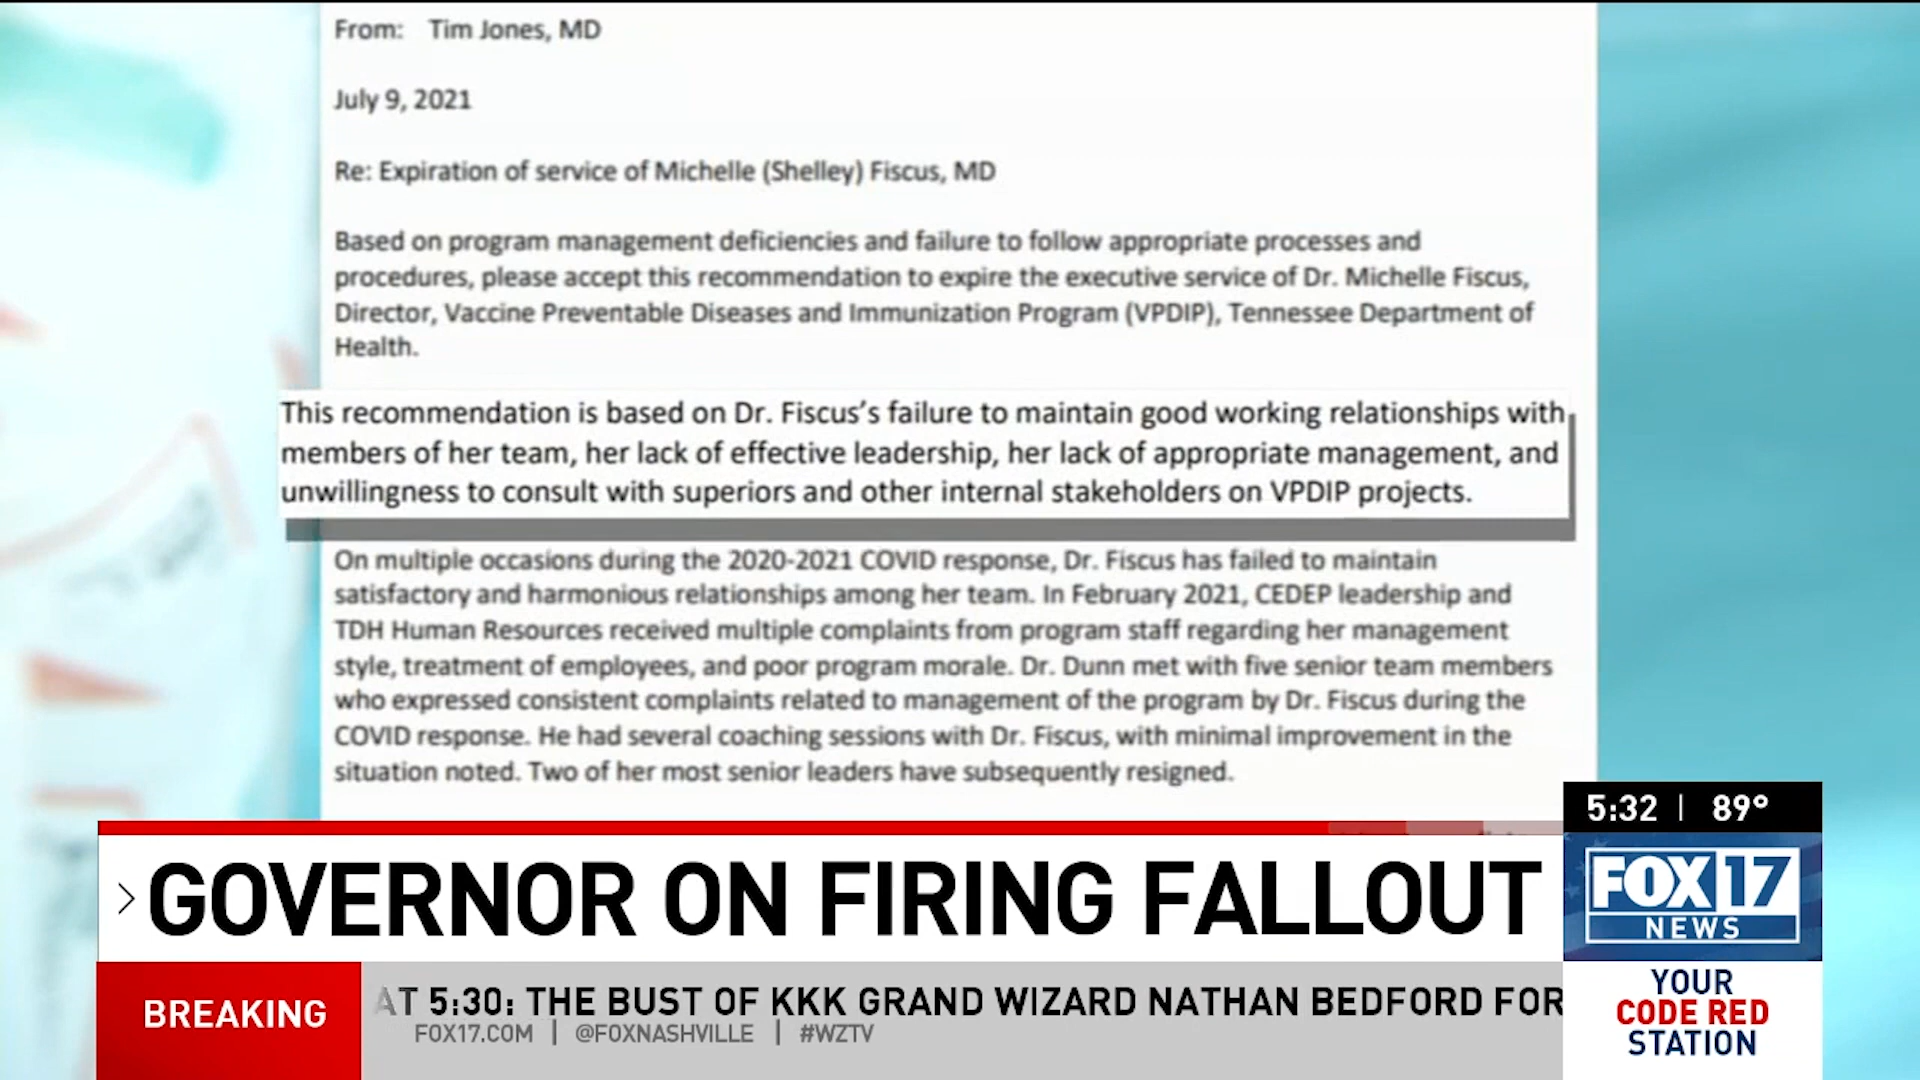 From: Tim Jones, MD
July 9, 2021
Re: Expiration of service of Michelle (Shelley) Fiscus, MD
Based on program management deficiencies and failure to follow appropriate processes and
procedures, please accept this recommendation to expire the executive service of Dr. Michelle Fiscus,
Director, Vaccine Preventable Diseases and Immunization Program (VPDIP), Tennessee Department of
Health.
This recommendation is based on Dr. Fiscus's failure to maintain good working relationships with
members of her team, her lack of effective leadership, her lack of appropriate management, and
unwillingness to consult with superiors and other internal stakeholders on VPDIP projects.
On multiple occasions during the 2020-2021 COVID response, Dr. Fiscus has failed to maintain
satisfactory and harmonious relationships among her team. In February 2021, CEDEP leadership and
TDH Human Resources received multiple complaints from program staff regarding her management
style, treatment of employees, and poor program morale. Dr. Dunn met with five senior team members
who expressed consistent complaints related to management of the program by Dr. Fiscus during the
COVID response. He had several coaching sessions with Dr. Fiscus, with minimal improvement in the
situation noted. Two of her most senior leaders have subsequently resigned.
5:32 | 89°
> GOVERNOR ON FIRING FALLOUT
FOX 17
NEWS
BREAKING
AT 5:30: THE BUST OF KKK GRAND WIZARD NATHAN BEDFORD FOR
FOX17.COM | @FOXNASHVILLE | #WZTV
YOUR
CODE RED
STATION